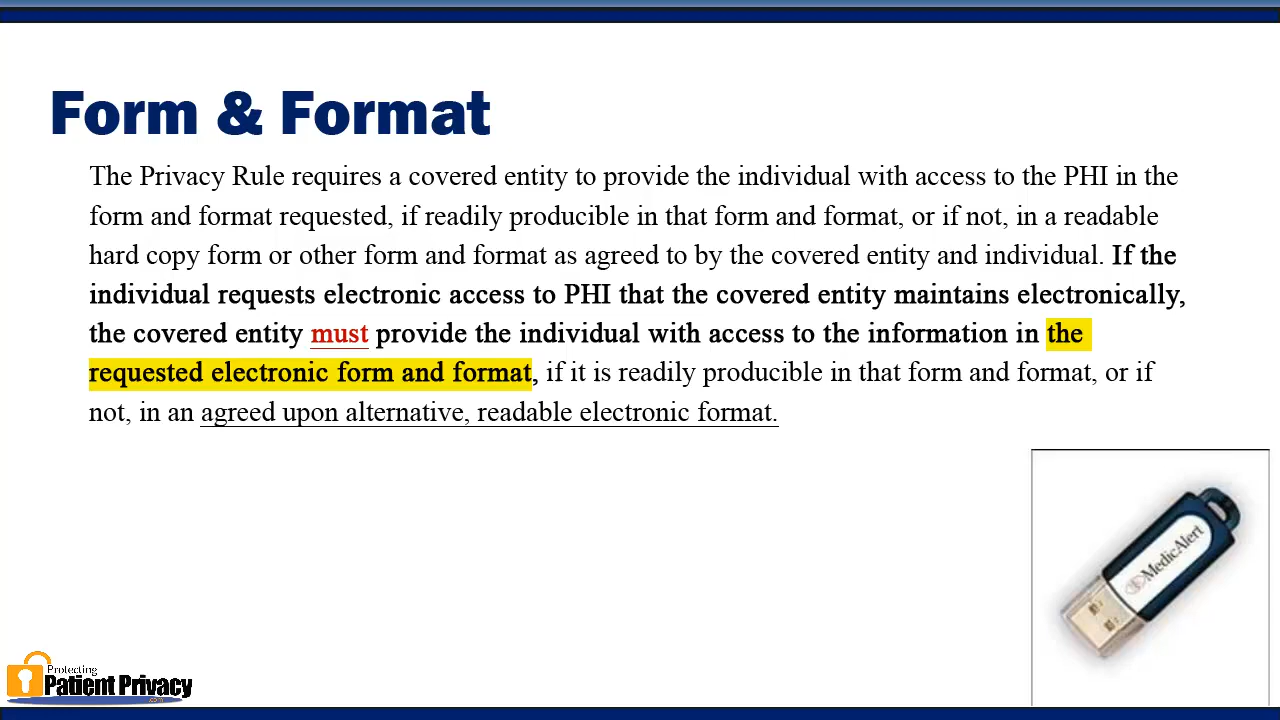 Form & Format
The Privacy Rule requires a covered entity to provide the individual with access to the PHI in the
form and format requested, if readily producible in that form and format, or if not, in a readable
hard copy form or other form and format as agreed to by the covered entity and individual. If the
individual requests electronic access to PHI that the covered entity maintains electronically,
the covered entity must provide the individual with access to the information in the
requested electronic form and format, if it is readily producible in that form and format, or if
not, in an agreed upon alternative, readable electronic format.
MedicAlert
Protecting
Patient Privacy
.com